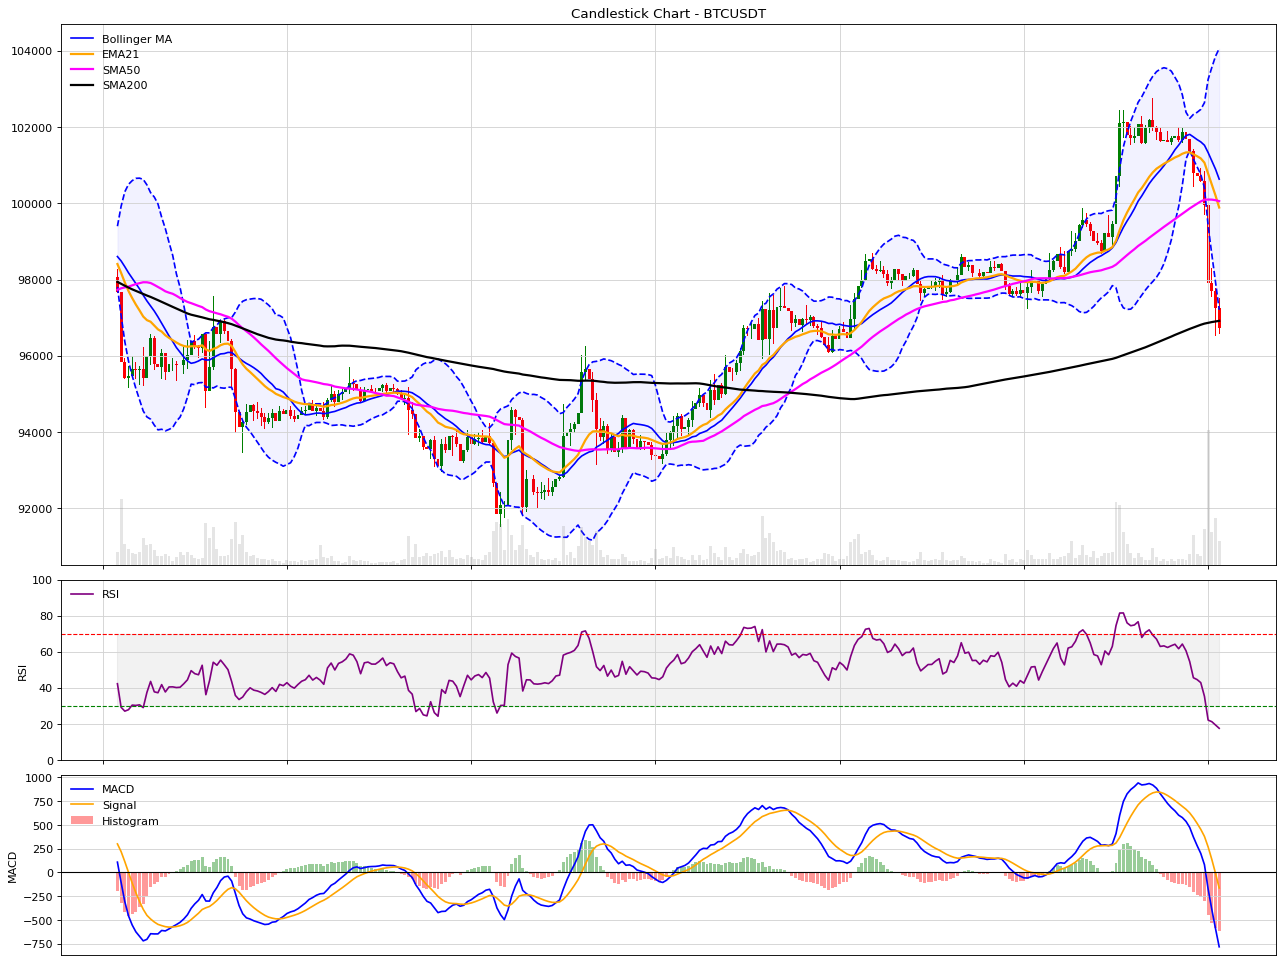 Candlestick Chart - BTCUSDT
Bollinger MA
EMA21
SMA50
SMA200
104000
102000
100000
98000
96000
94000
92000
RSI
100
80
60
40
20
0
RSI
MACD
Signal
Histogram
1000
750
500
250
0
−250
−500
−750
MACD